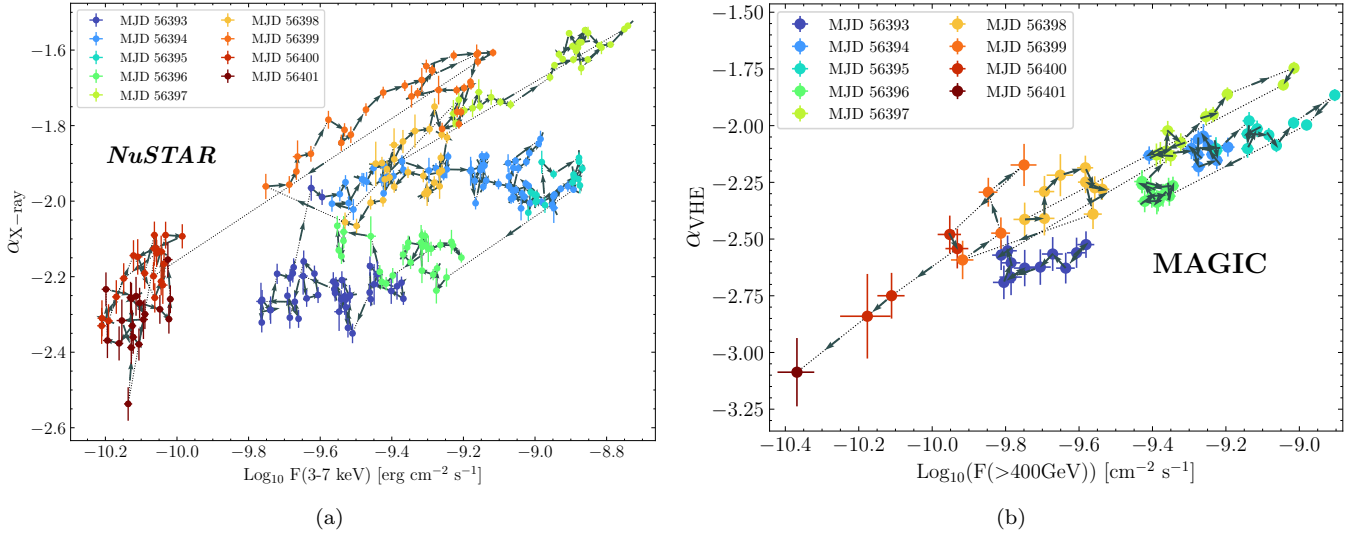 MJD 56393
MJD 56394
MJD 56395
MJD 56396
MJD 56397
MJD 56398
MJD 56399
MJD 56400
MJD 56401
NuSTAR
α_X−ray
−1.6
−1.8
−2.0
−2.2
−2.4
−2.6
−10.2 −10.0 −9.8 −9.6 −9.4 −9.2 −9.0 −8.8
Log₁₀ F(3-7 keV) [erg cm⁻² s⁻¹]
(a)
MJD 56393
MJD 56394
MJD 56395
MJD 56396
MJD 56397
MJD 56398
MJD 56399
MJD 56400
MJD 56401
MAGIC
α_VHE
−1.50
−1.75
−2.00
−2.25
−2.50
−2.75
−3.00
−3.25
−10.4 −10.2 −10.0 −9.8 −9.6 −9.4 −9.2 −9.0
Log₁₀(F(>400GeV)) [cm⁻² s⁻¹]
(b)